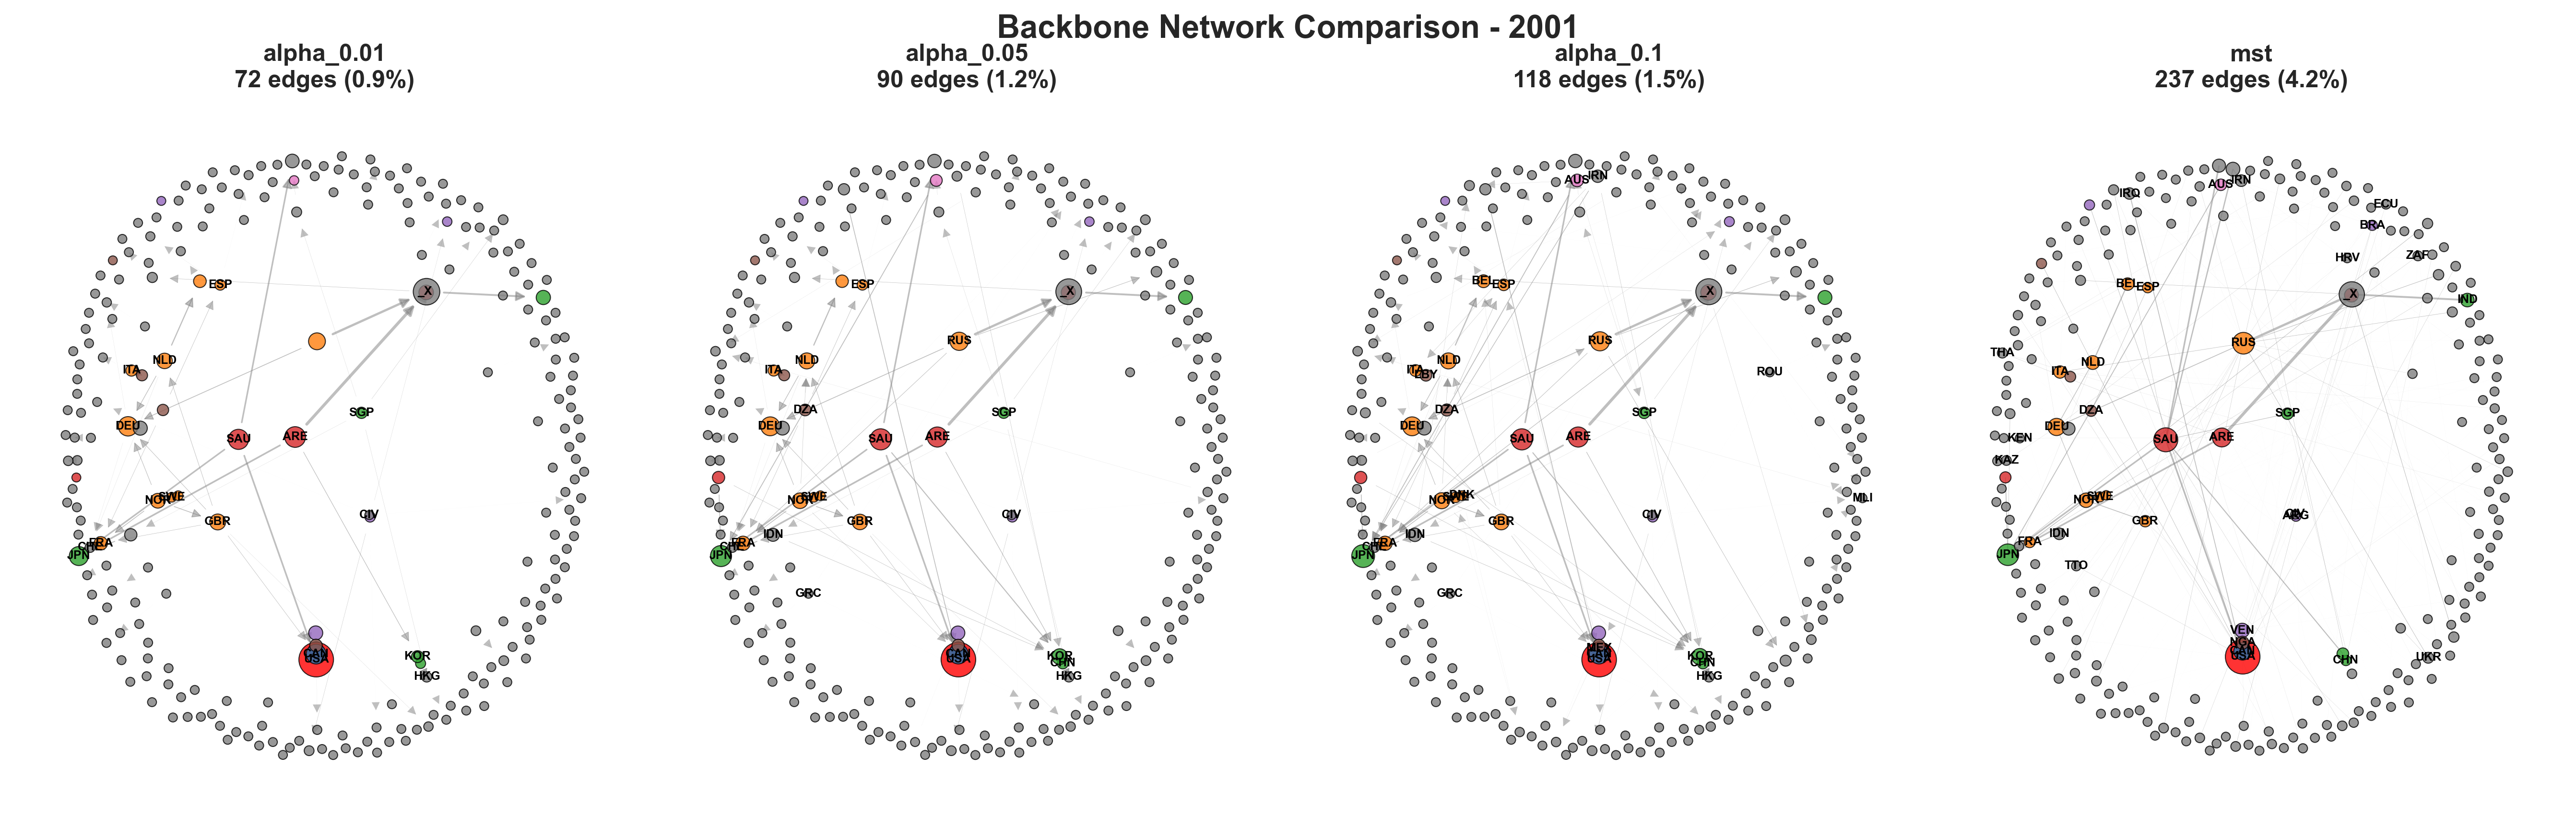 Backbone Network Comparison - 2001
alpha_0.01
72 edges (0.9%)
ESP
_X
ITA
NLD
DEU
SAU
ARE
SGP
NOR
SWE
GBR
CIV
FRA
JPN
CAN
USA
KOR
HKG
alpha_0.05
90 edges (1.2%)
ESP
_X
RUS
ITA
NLD
DZA
DEU
SAU
ARE
SGP
NOR
SWE
GBR
CIV
IDN
FRA
JPN
GRC
CAN
USA
KOR
CHN
HKG
alpha_0.1
118 edges (1.5%)
AUS
IRN
BEL
ESP
_X
RUS
ITA
LBY
NLD
ROU
DZA
DEU
SAU
ARE
SGP
NOR
DNK
MLI
GBR
CIV
IDN
FRA
JPN
GRC
MEX
USA
KOR
CHN
HKG
mst
237 edges (4.2%)
AUS
IRN
IRQ
ECU
BRA
HRV
ZAF
BEL
ESP
_X
IND
RUS
THA
ITA
NLD
DZA
SGP
DEU
KEN
SAU
ARE
KAZ
NOR
SWE
GBR
ARG
IDN
FRA
JPN
TTO
VEN
NGA
USA
CHN
UKR